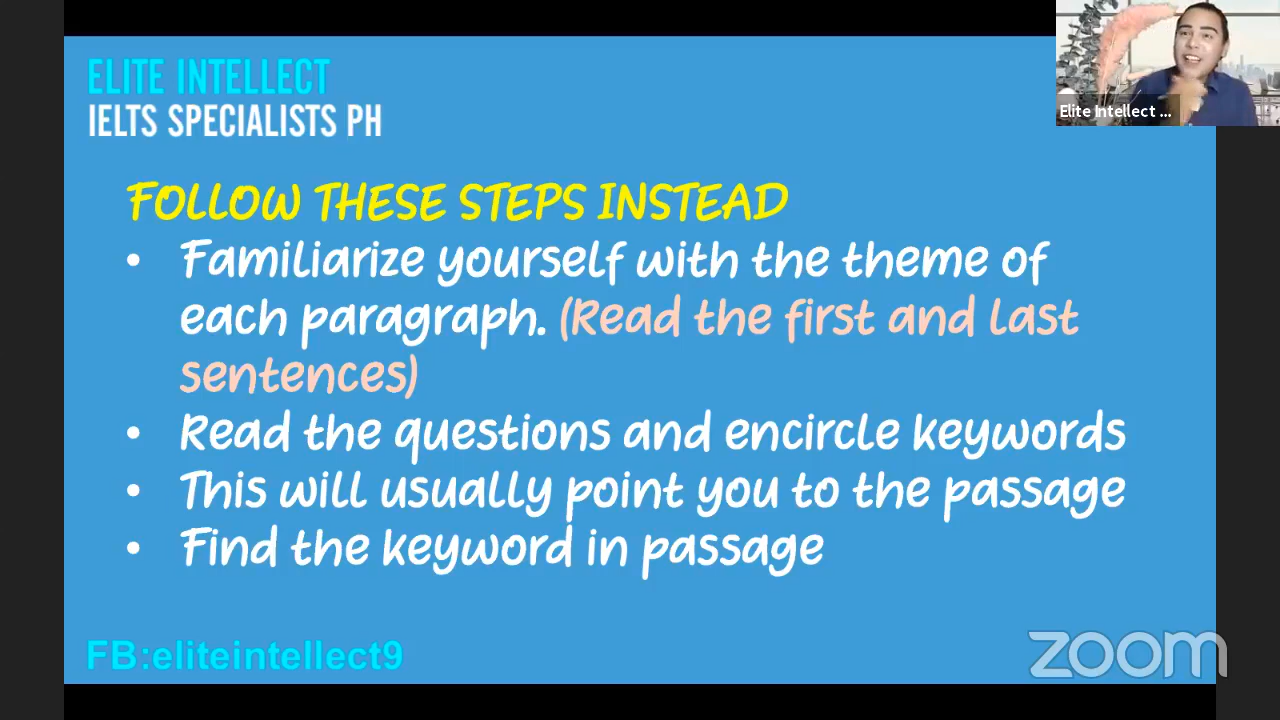 ELITE INTELLECT
IELTS SPECIALISTS PH
Elite Intellect ...
FOLLOW THESE STEPS INSTEAD
• Familiarize yourself with the theme of
each paragraph. (Read the first and last
sentences)
• Read the questions and encircle keywords
• This will usually point you to the passage
• Find the keyword in passage
FB:eliteintellect9
zoom